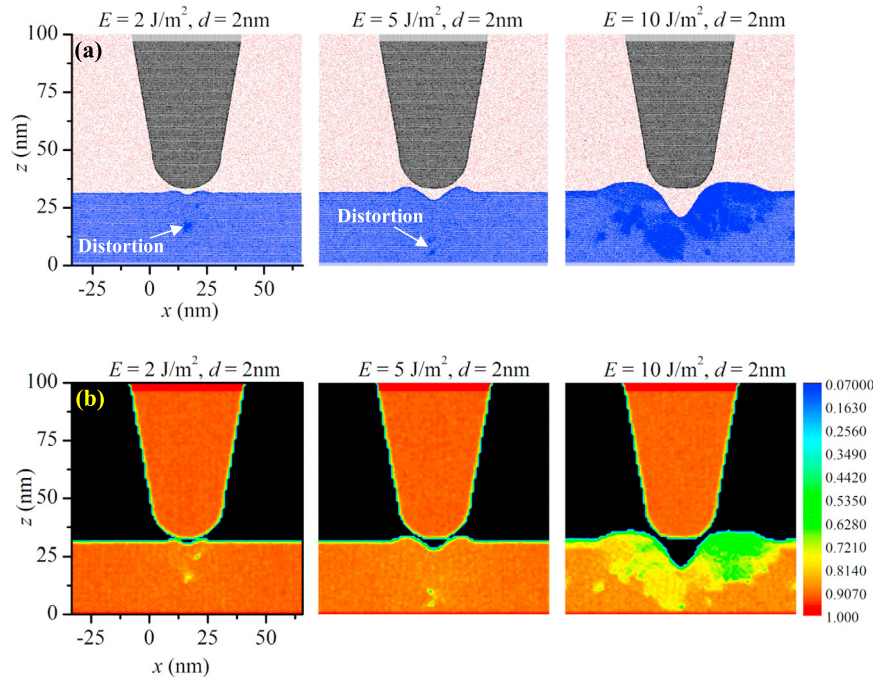 E = 2 J/m², d = 2nm
E = 5 J/m², d = 2nm
E = 10 J/m², d = 2nm
(a)
100
75
50
25
0
z (nm)
Distortion
Distortion
-25
0
25
50
x (nm)
E = 2 J/m², d = 2nm
E = 5 J/m², d = 2nm
E = 10 J/m², d = 2nm
(b)
100
75
50
25
0
z (nm)
-25
0
25
50
x (nm)
0.07000
0.1630
0.2560
0.3490
0.4420
0.5350
0.6280
0.7210
0.8140
0.9070
1.000